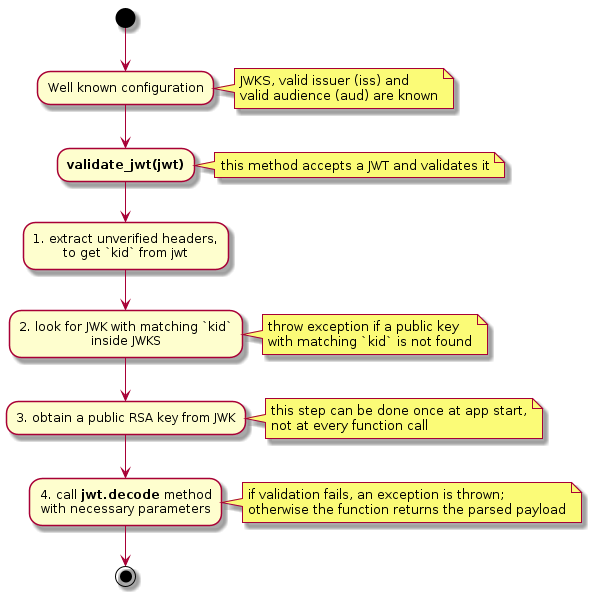 Well known configuration
JWKS, valid issuer (iss) and
valid audience (aud) are known
validate_jwt(jwt)
this method accepts a JWT and validates it
1. extract unverified headers,
to get `kid` from jwt
2. look for JWK with matching `kid`
inside JWKS
throw exception if a public key
with matching `kid` is not found
3. obtain a public RSA key from JWK
this step can be done once at app start,
not at every function call
4. call jwt.decode method
with necessary parameters
if validation fails, an exception is thrown;
otherwise the function returns the parsed payload